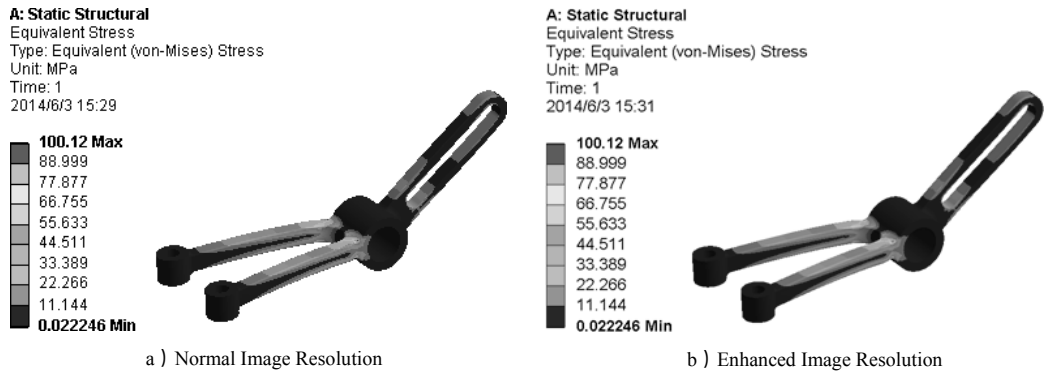 A: Static Structural
Equivalent Stress
Type: Equivalent (von-Mises) Stress
Unit: MPa
Time: 1
2014/6/3 15:29
100.12 Max
88.999
77.877
66.755
55.633
44.511
33.389
22.266
11.144
0.022246 Min
a) Normal Image Resolution
A: Static Structural
Equivalent Stress
Type: Equivalent (von-Mises) Stress
Unit: MPa
Time: 1
2014/6/3 15:31
100.12 Max
88.999
77.877
66.755
55.633
44.511
33.389
22.266
11.144
0.022246 Min
b) Enhanced Image Resolution